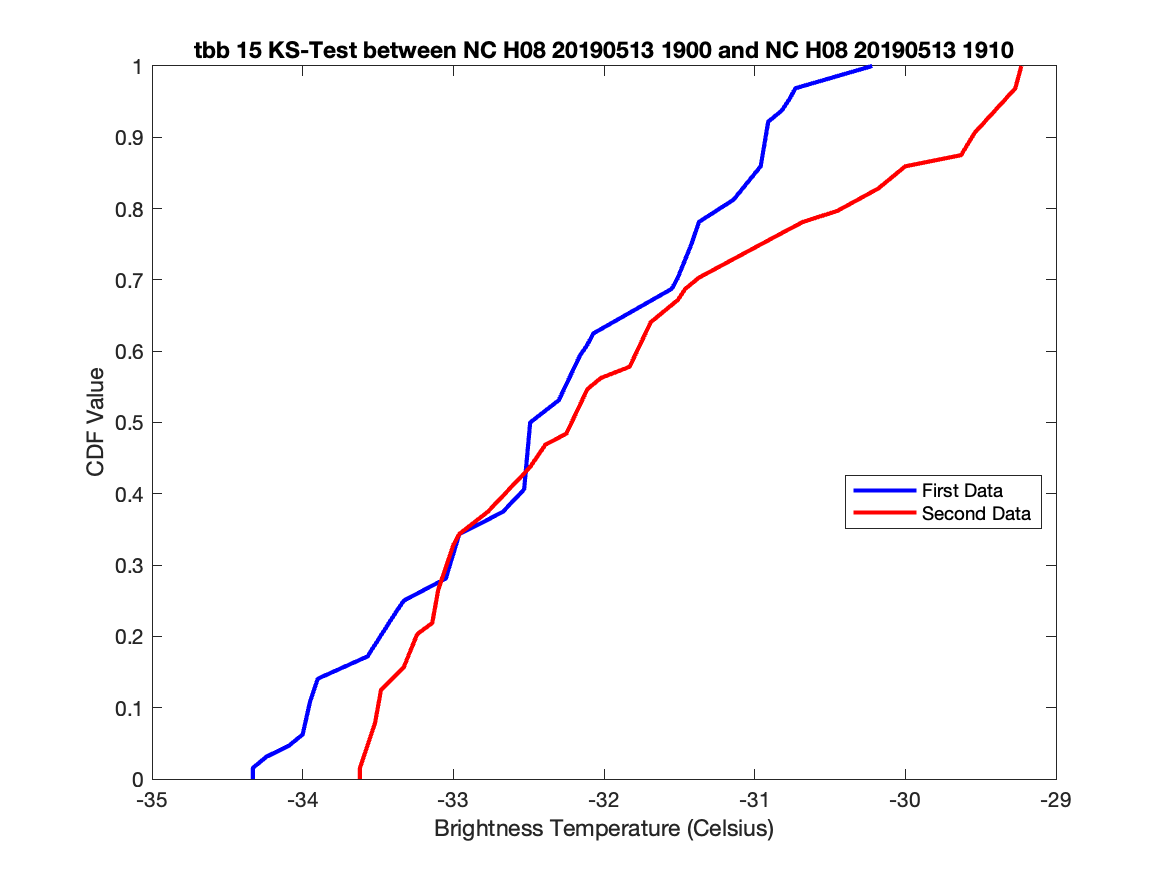 tbb 15 KS-Test between NC H08 20190513 1900 and NC H08 20190513 1910
1
0.9
0.8
0.7
0.6
0.5
0.4
0.3
0.2
0.1
0
CDF Value
First Data
Second Data
-35 -34 -33 -32 -31 -30 -29
Brightness Temperature (Celsius)